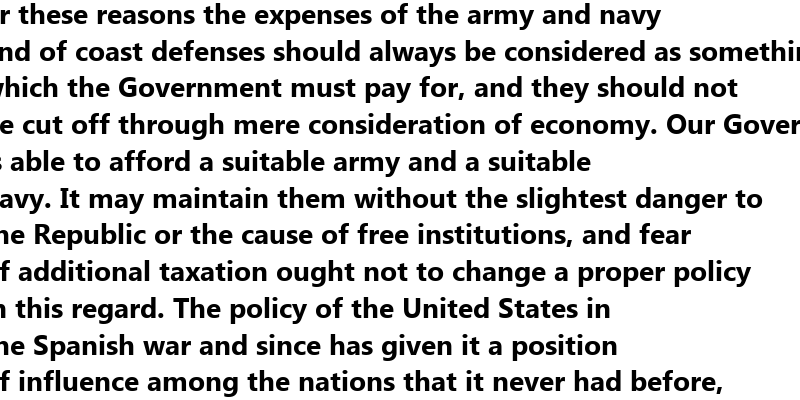 r these reasons the expenses of the army and navy
nd of coast defenses should always be considered as somethin
which the Government must pay for, and they should not
e cut off through mere consideration of economy. Our Gover
s able to afford a suitable army and a suitable
avy. It may maintain them without the slightest danger to
he Republic or the cause of free institutions, and fear
f additional taxation ought not to change a proper policy
n this regard. The policy of the United States in
he Spanish war and since has given it a position
f influence among the nations that it never had before,